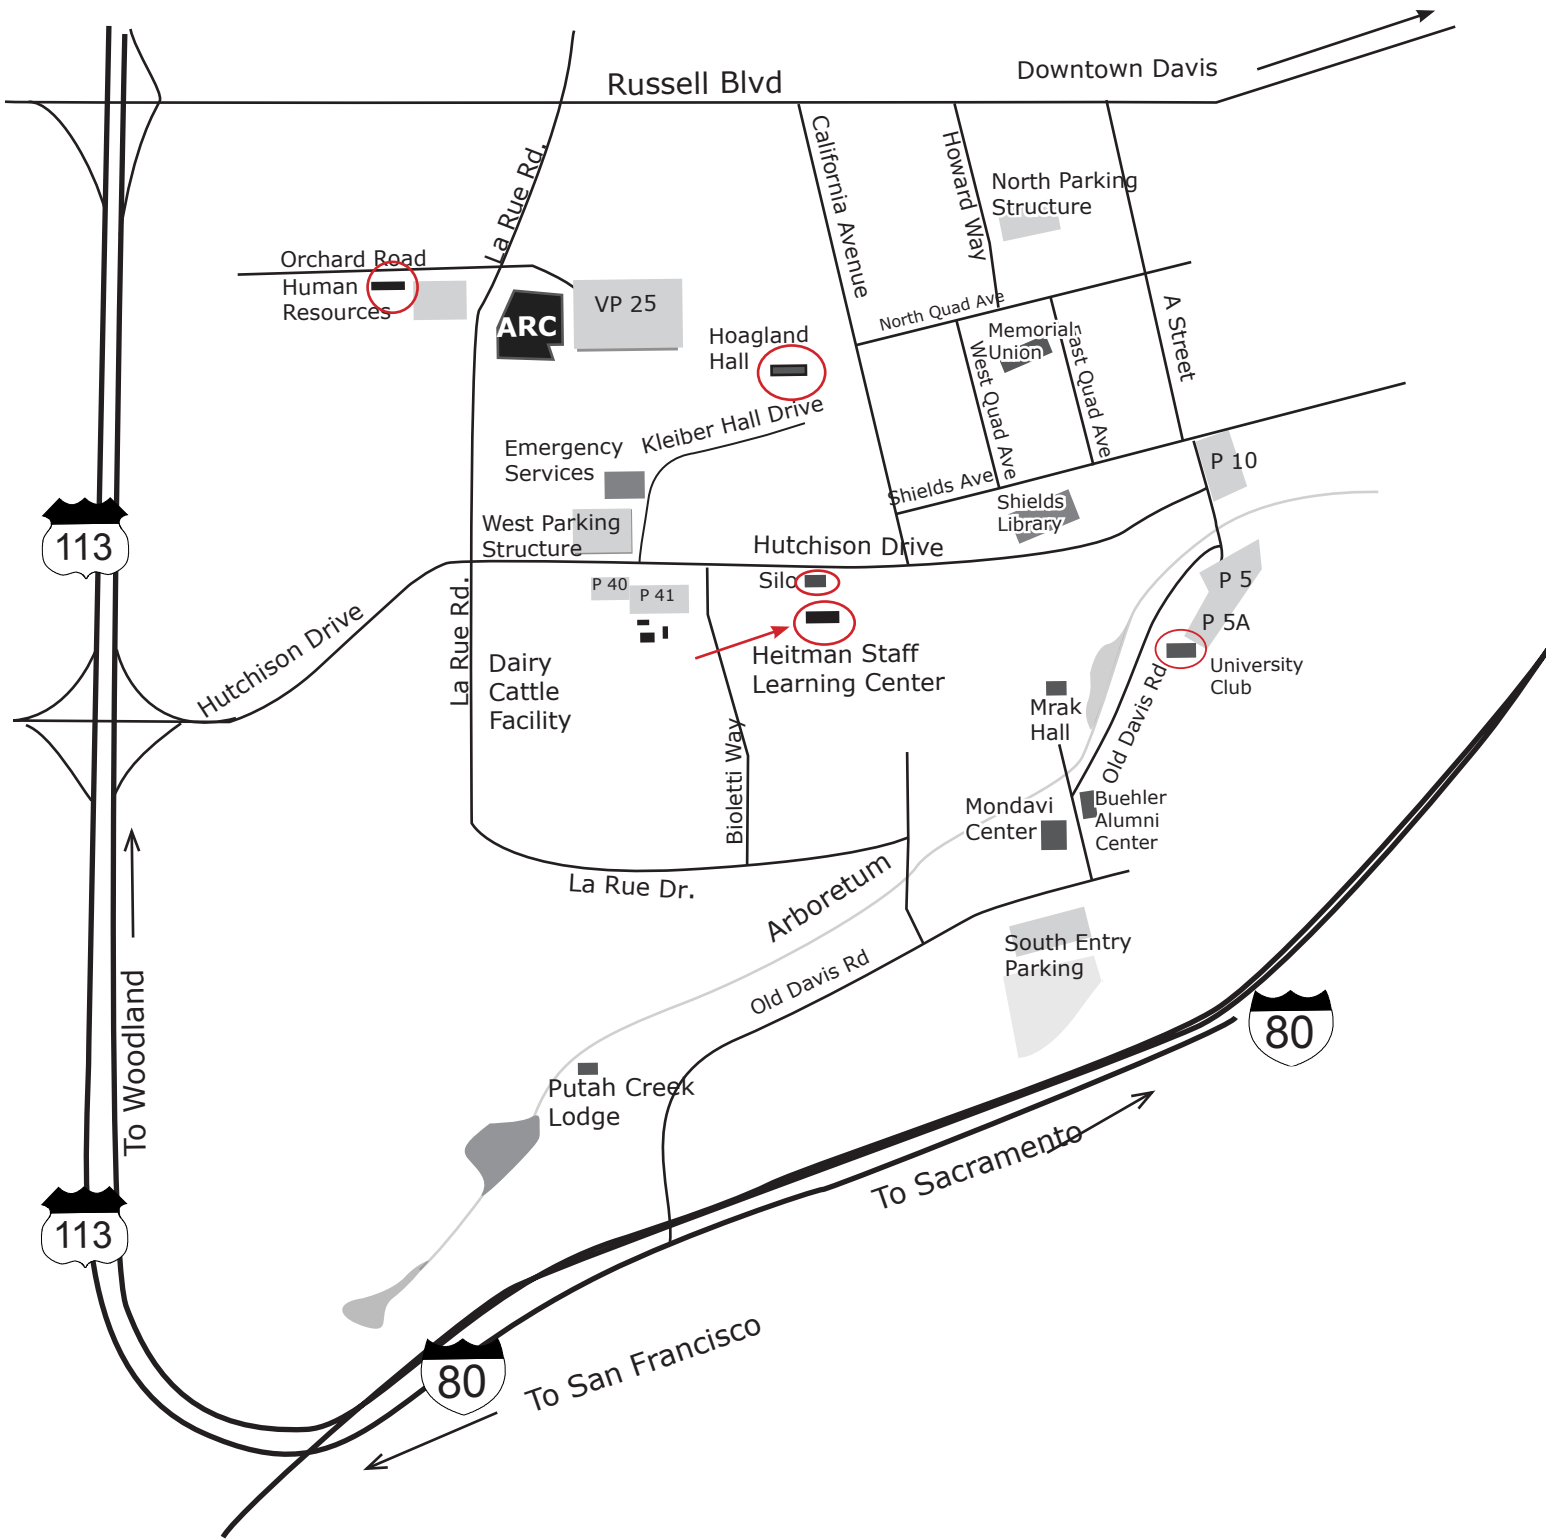 Downtown Davis
Russell Blvd
La Rue Rd.
California Avenue
Howard Way
North Parking
Structure
Orchard Road
Human
Resources
ARC
VP 25
Hoagland
Hall
North Quad Ave
Memorial
Union
West Quad Ave
East Quad Ave
A Street
Kleiber Hall Drive
Emergency
Services
Shields Ave
P 10
Shields
Library
West Parking
Structure
Hutchison Drive
113
P 40
P 41
Silo
P 5
P 5A
Hutchison Drive
La Rue Rd.
Dairy
Cattle
Facility
Heitman Staff
Learning Center
University
Club
Mrak
Hall
Old Davis Rd
Bioletti Way
Mondavi
Center
Buehler
Alumni
Center
La Rue Dr.
Arboretum
South Entry
Parking
Old Davis Rd
80
To Woodland
Putah Creek
Lodge
To Sacramento
113
To San Francisco
80